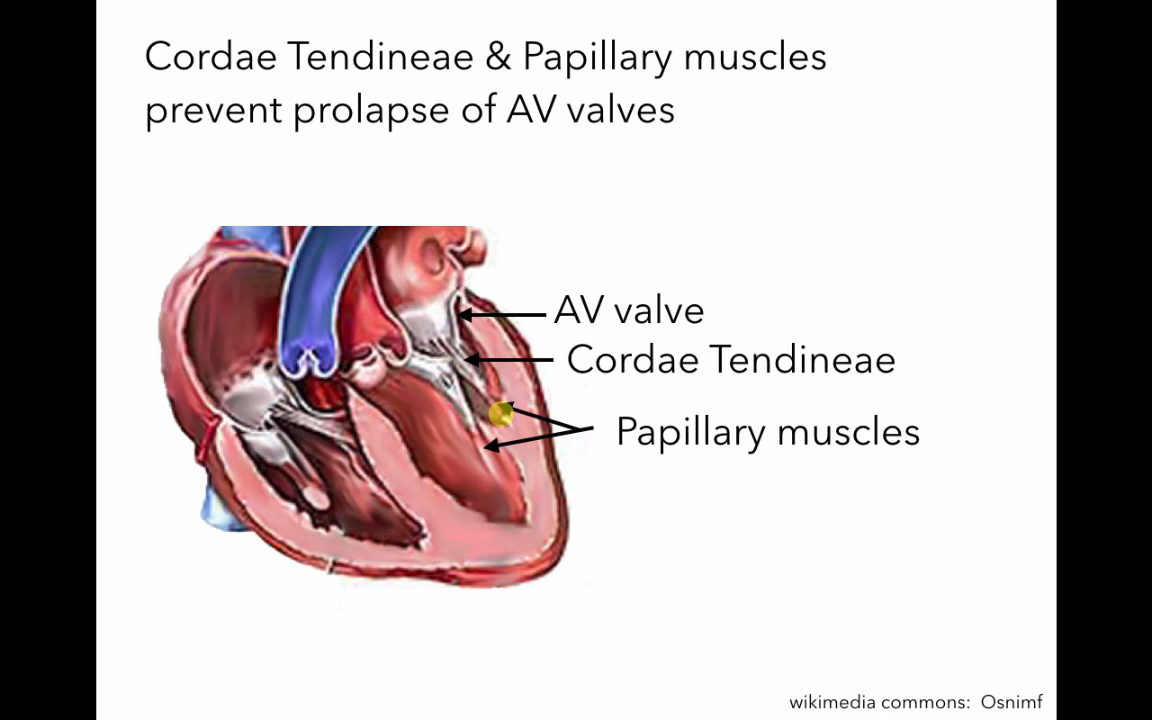 Cordae Tendineae & Papillary muscles
prevent prolapse of AV valves
AV valve
Cordae Tendineae
Papillary muscles
wikimedia commons: Osnimf